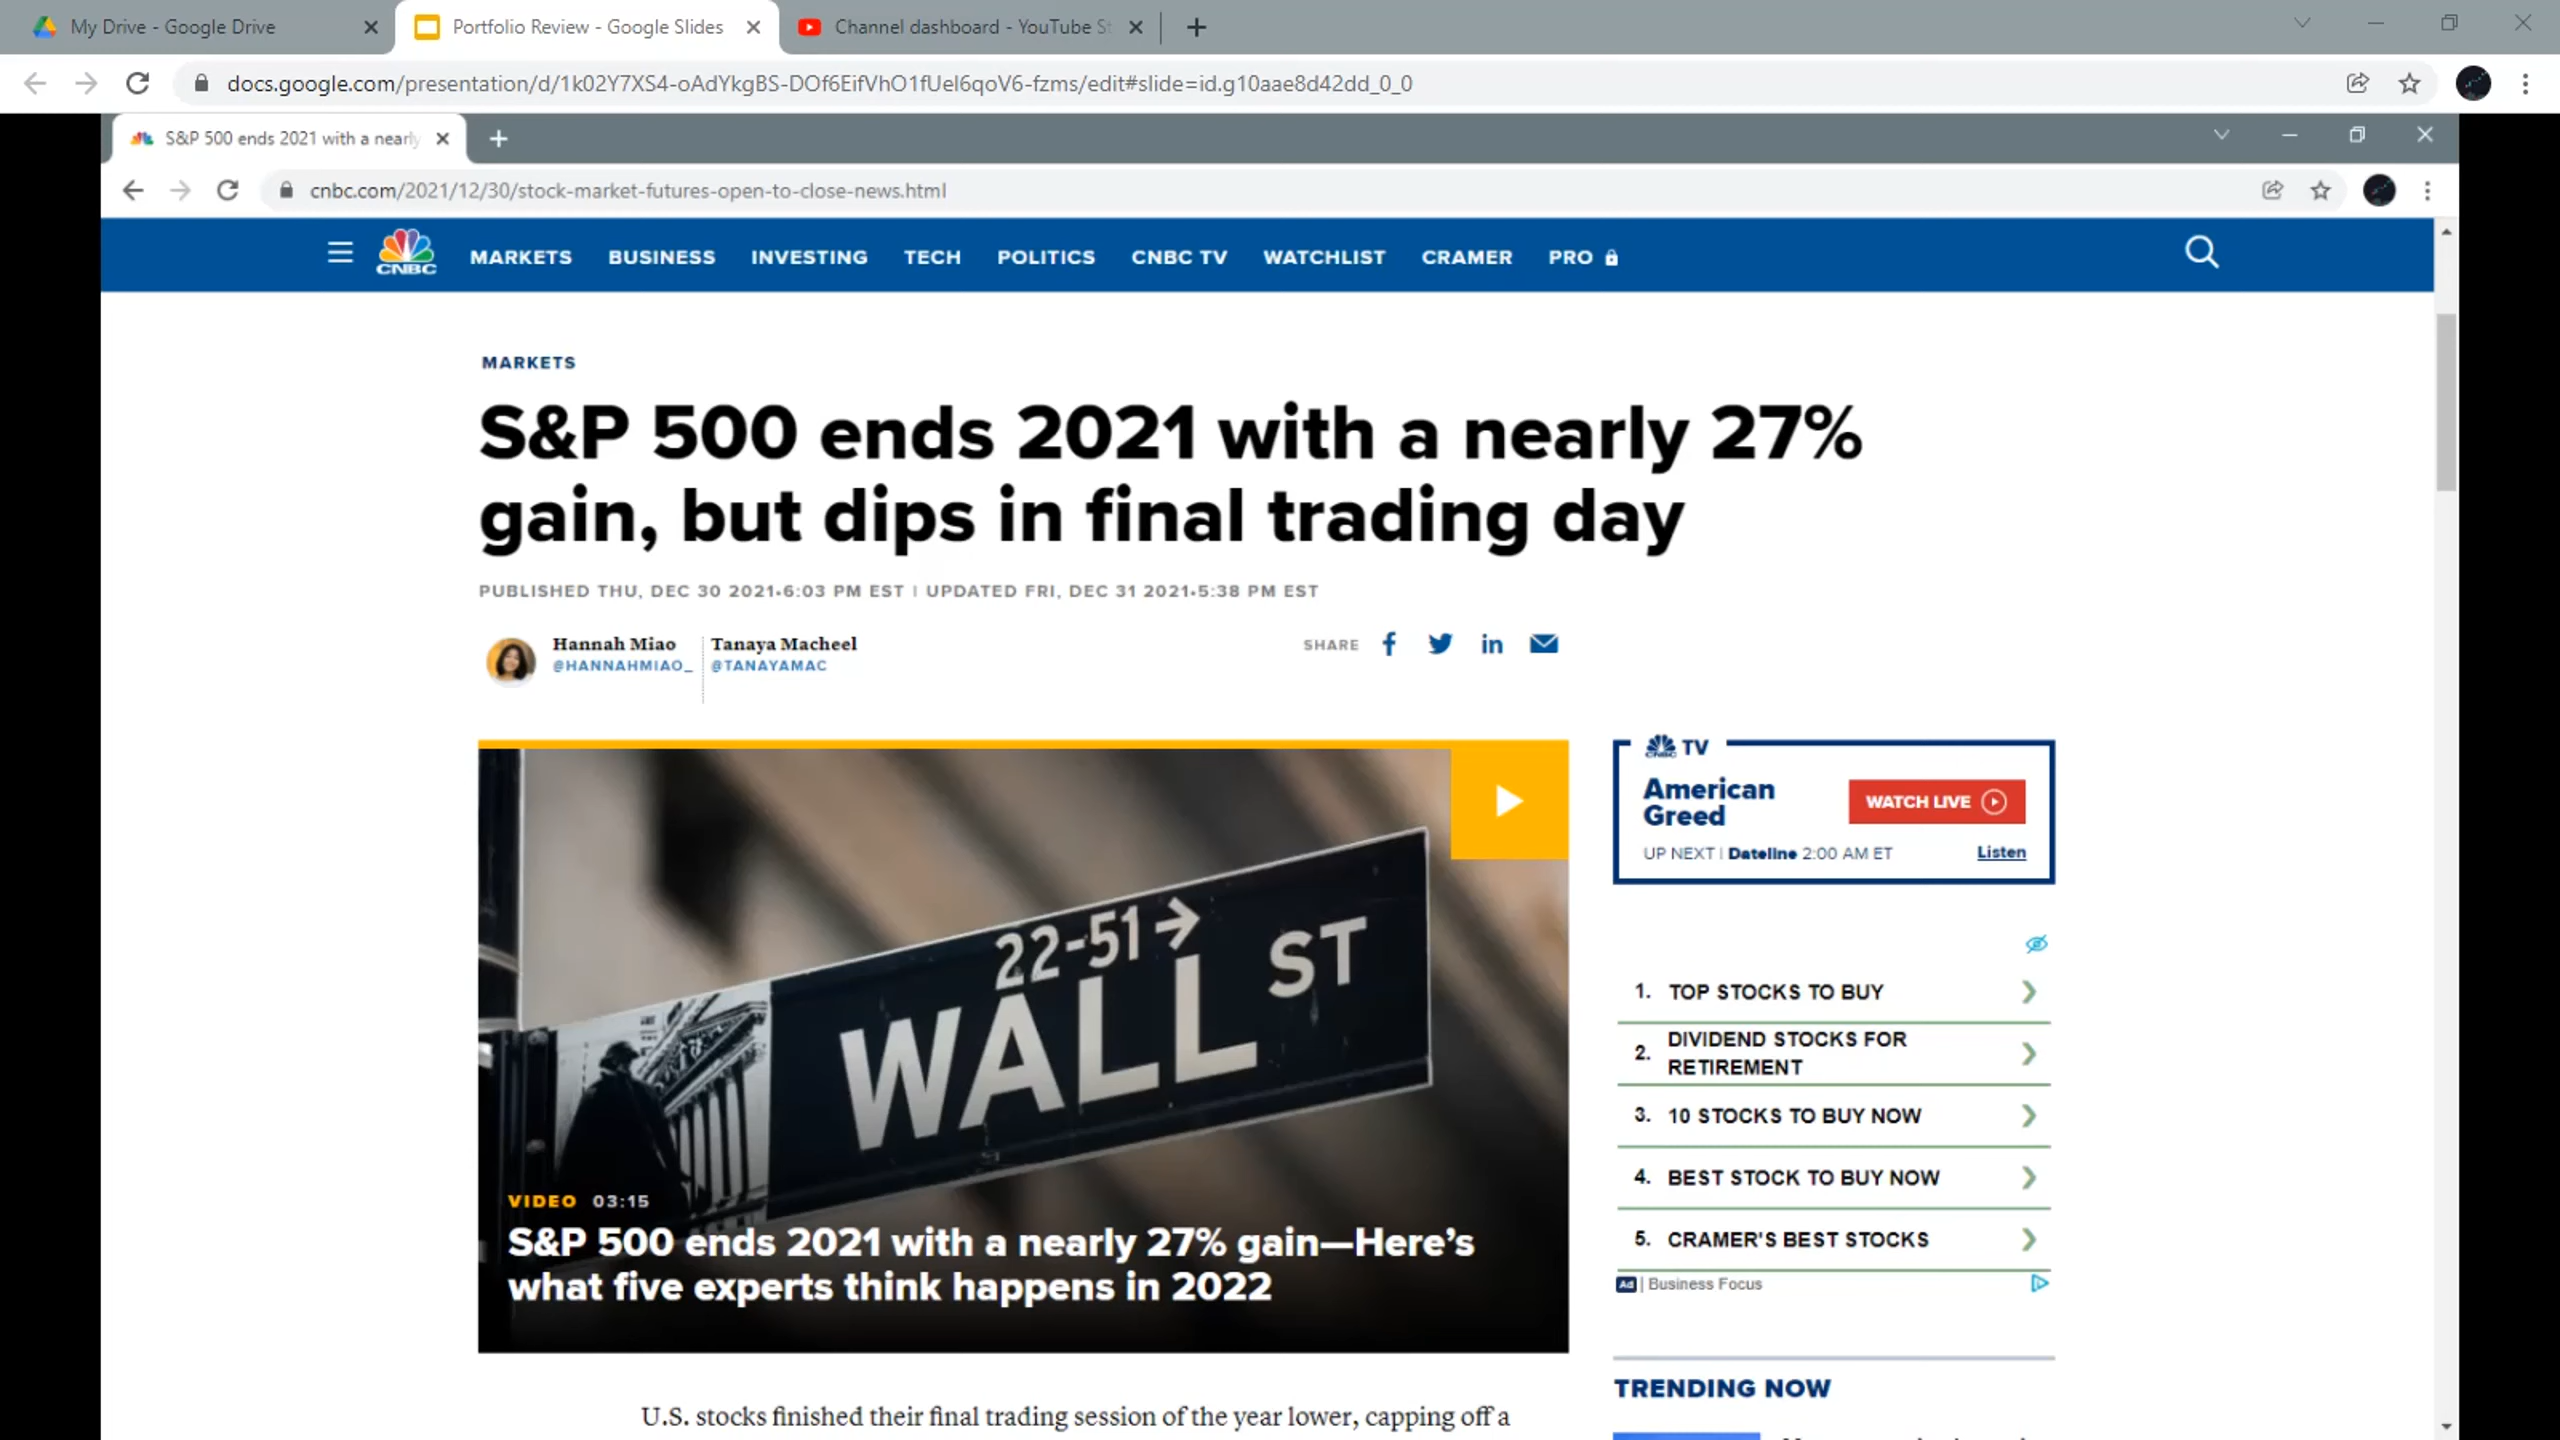 My Drive - Google Drive
Portfolio Review - Google Slides
Channel dashboard - YouTube St
docs.google.com/presentation/d/1k02Y7XS4-oAdYkgBS-DOf6EifVhO1fUel6qoV6-fzms/edit#slide=id.g10aae8d42dd_0_0
S&P 500 ends 2021 with a nearly
cnbc.com/2021/12/30/stock-market-futures-open-to-close-news.html
CNBC MARKETS BUSINESS INVESTING TECH POLITICS CNBC TV WATCHLIST CRAMER PRO
MARKETS
S&P 500 ends 2021 with a nearly 27%
gain, but dips in final trading day
PUBLISHED THU, DEC 30 2021•6:03 PM EST | UPDATED FRI, DEC 31 2021•5:38 PM EST
Hannah Miao
@HANNAHMIAO_
Tanaya Macheel
@TANAYAMAC
SHARE
22-51→
WALL ST
VIDEO 03:15
S&P 500 ends 2021 with a nearly 27% gain—Here's
what five experts think happens in 2022
CNBC TV
American
Greed
WATCH LIVE
UP NEXT | Dateline 2:00 AM ET
Listen
1. TOP STOCKS TO BUY
2. DIVIDEND STOCKS FOR
RETIREMENT
3. 10 STOCKS TO BUY NOW
4. BEST STOCK TO BUY NOW
5. CRAMER'S BEST STOCKS
Ad | Business Focus
TRENDING NOW
U.S. stocks finished their final trading session of the year lower, capping off a